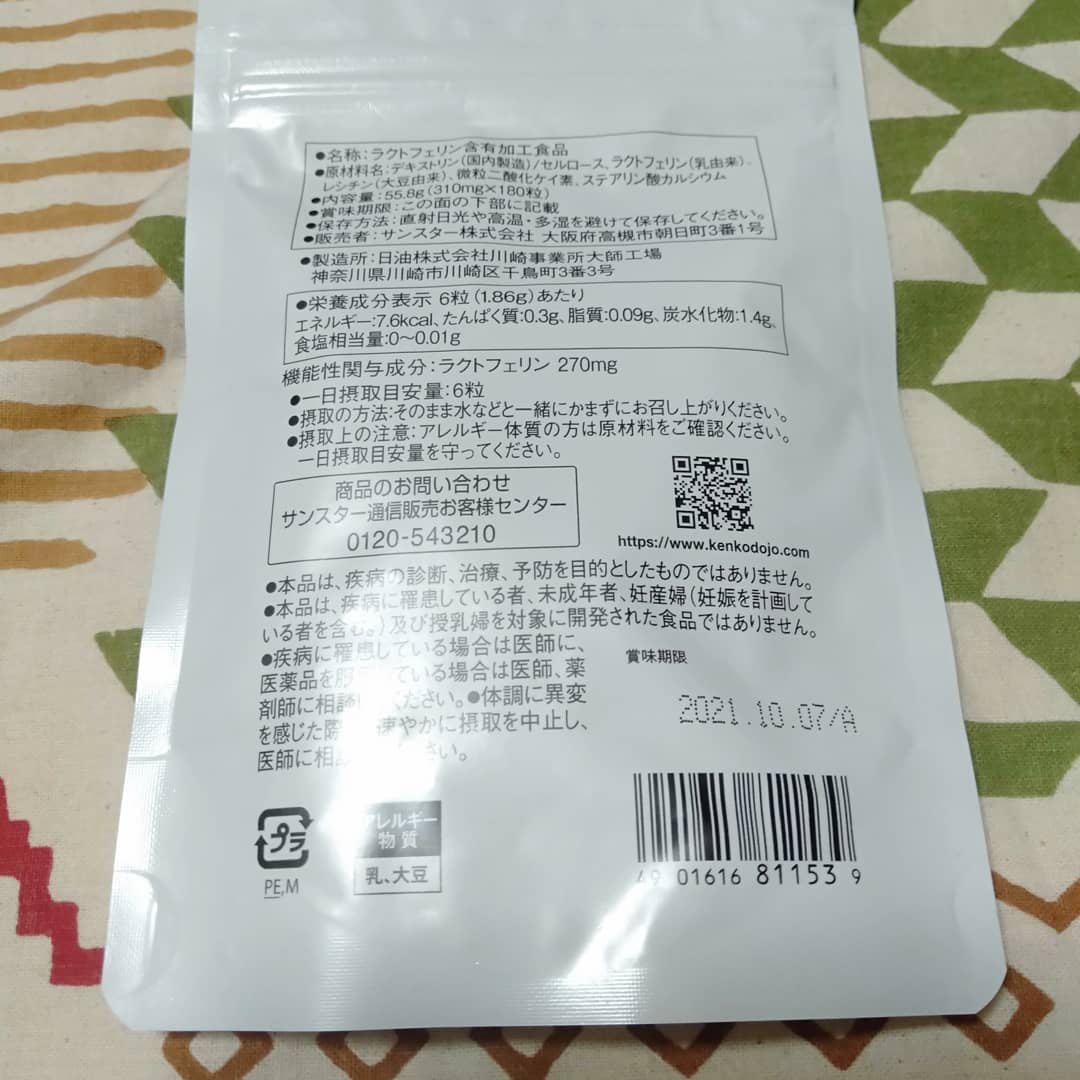 ●名称:ラクトフェリン含有加工食品
●原材料名:デキストリン(国内製造)/セルロース、ラクトフェリン(乳由来)、
レシチン(大豆由来)、微粒二酸化ケイ素、ステアリン酸カルシウム
●内容量:55.8g(310mg×180粒)
●賞味期限:この面の下部に記載
●保存方法:直射日光や高温・多湿を避けて保存してください。
●販売者:サンスター株式会社 大阪府高槻市朝日町3番1号
●製造所:日油株式会社川崎事業所大師工場
神奈川県川崎市川崎区千鳥町3番3号
●栄養成分表示 6粒(1.86g)あたり
エネルギー:7.6kcal、たんぱく質:0.3g、脂質:0.09g、炭水化物:1.4g、
食塩相当量:0〜0.01g
機能性関与成分:ラクトフェリン 270mg
●一日摂取目安量:6粒
●摂取の方法:そのまま水などと一緒にかまずにお召し上がりください。
●摂取上の注意:アレルギー体質の方は原材料をご確認ください。
一日摂取目安量を守ってください。
商品のお問い合わせ
サンスター通信販売お客様センター
0120-543210
https://www.kenkodojo.com
●本品は、疾病の診断、治療、予防を目的としたものではありません。
●本品は、疾病に罹患している者、未成年者、妊産婦(妊娠を計画して
いる者を含む。)及び授乳婦を対象に開発された食品ではありません。
●疾病に罹患している場合は医師に、
医薬品を服用している場合は医師、薬
剤師に相談してください。●体調に異変
を感じた際は、速やかに摂取を中止し、
医師に相談してください。
賞味期限
2021.10.07/A
プラ
PE,M
アレルギー
物質
乳、大豆
49 01616 81153 9